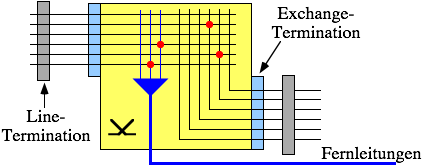 Exchange-
Termination
Line-
Termination
Fernleitungen